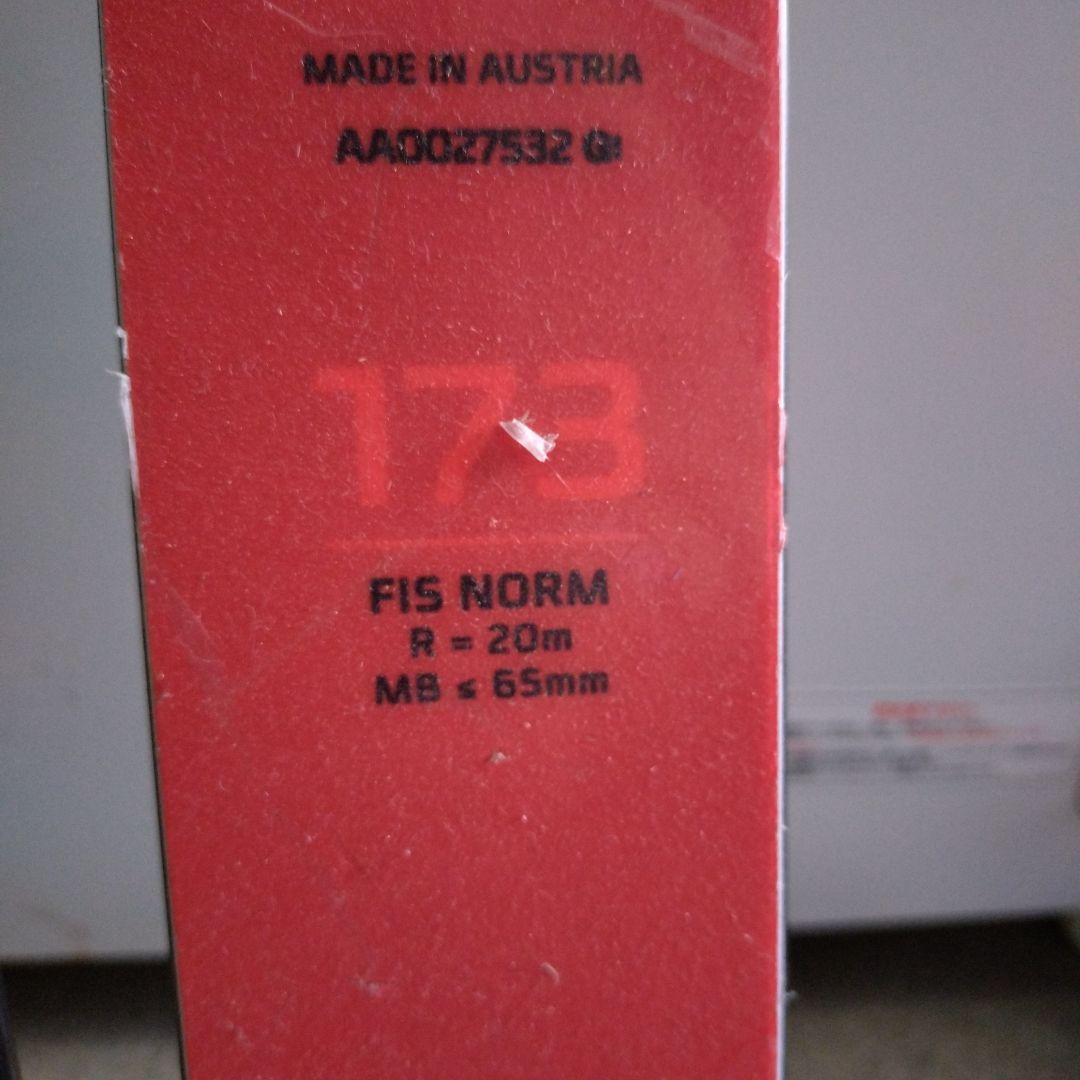 MADE IN AUSTRIA
AA0027532
173
FIS NORM
R = 20m
MB ≤ 65mm